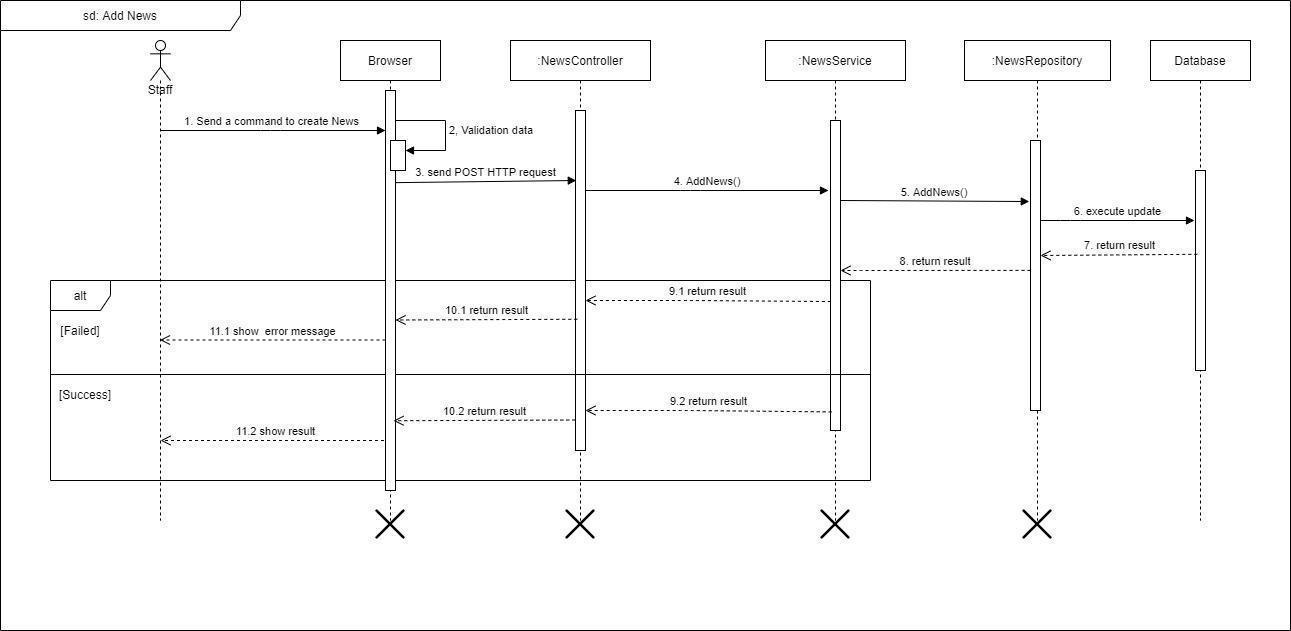 sd: Add News
Staff
Browser
:NewsController
:NewsService
:NewsRepository
Database
1. Send a command to create News
2, Validation data
3. send POST HTTP request
4. AddNews()
5. AddNews()
6. execute update
7. return result
8. return result
alt
9.1 return result
10.1 return result
[Failed]
11.1 show  error message
[Success]
9.2 return result
10.2 return result
11.2 show result